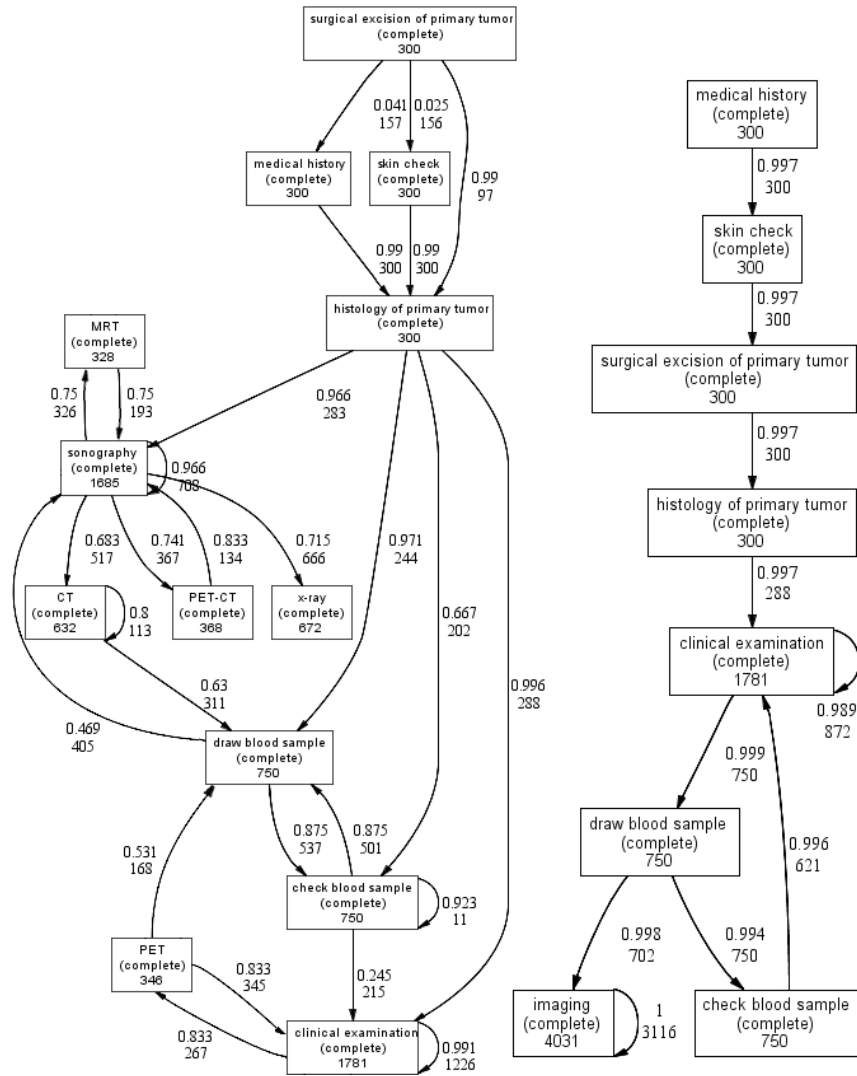 surgical excision of primary tumor
(complete)
300
0.041
157
0.025
156
0.99
97
medical history
(complete)
300
skin check
(complete)
300
0.99
300
0.99
300
histology of primary tumor
(complete)
300
MRT
(complete)
328
0.75
326
0.75
193
0.966
283
sonography
(complete)
1685
0.966
708
0.683
517
0.741
367
0.833
134
0.715
666
0.971
244
0.667
202
0.996
288
CT
(complete)
632
0.8
113
PET-CT
(complete)
368
x-ray
(complete)
672
0.63
311
0.469
405
draw blood sample
(complete)
750
0.875
537
0.875
501
0.531
168
check blood sample
(complete)
750
0.923
11
PET
(complete)
346
0.833
345
0.245
215
0.833
267
clinical examination
(complete)
1781
0.991
1226
medical history
(complete)
300
0.997
300
skin check
(complete)
300
0.997
300
surgical excision of primary tumor
(complete)
300
0.997
300
histology of primary tumor
(complete)
300
0.997
288
clinical examination
(complete)
1781
0.989
872
0.999
750
draw blood sample
(complete)
750
0.996
621
0.998
702
0.994
750
imaging
(complete)
4031
1
3116
check blood sample
(complete)
750